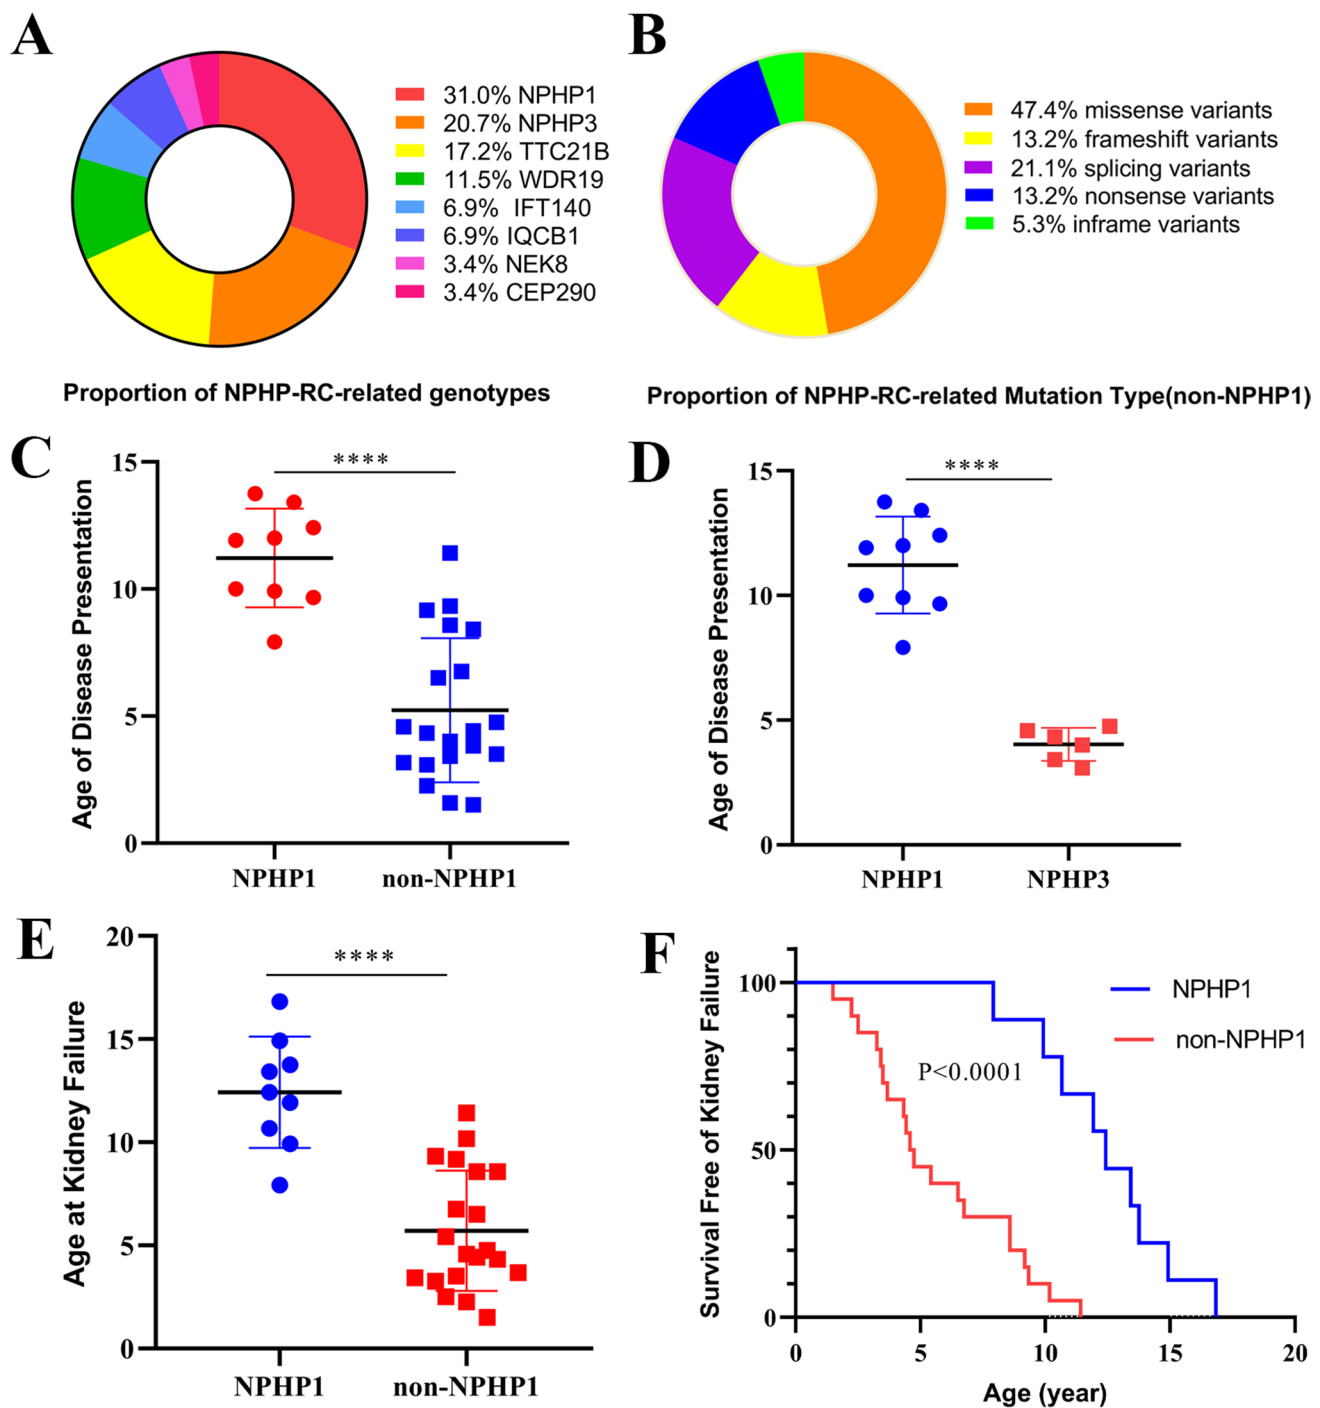 A
31.0% NPHP1
20.7% NPHP3
17.2% TTC21B
11.5% WDR19
6.9% IFT140
6.9% IQCB1
3.4% NEK8
3.4% CEP290
Proportion of NPHP-RC-related genotypes
B
47.4% missense variants
13.2% frameshift variants
21.1% splicing variants
13.2% nonsense variants
5.3% inframe variants
Proportion of NPHP-RC-related Mutation Type(non-NPHP1)
C
Age of Disease Presentation
15
10
5
0
****
NPHP1
non-NPHP1
D
Age of Disease Presentation
15
10
5
0
****
NPHP1
NPHP3
E
Age at Kidney Failure
20
15
10
5
0
****
NPHP1
non-NPHP1
F
Survival Free of Kidney Failure
100
50
0
NPHP1
non-NPHP1
P<0.0001
0
5
10
15
20
Age (year)